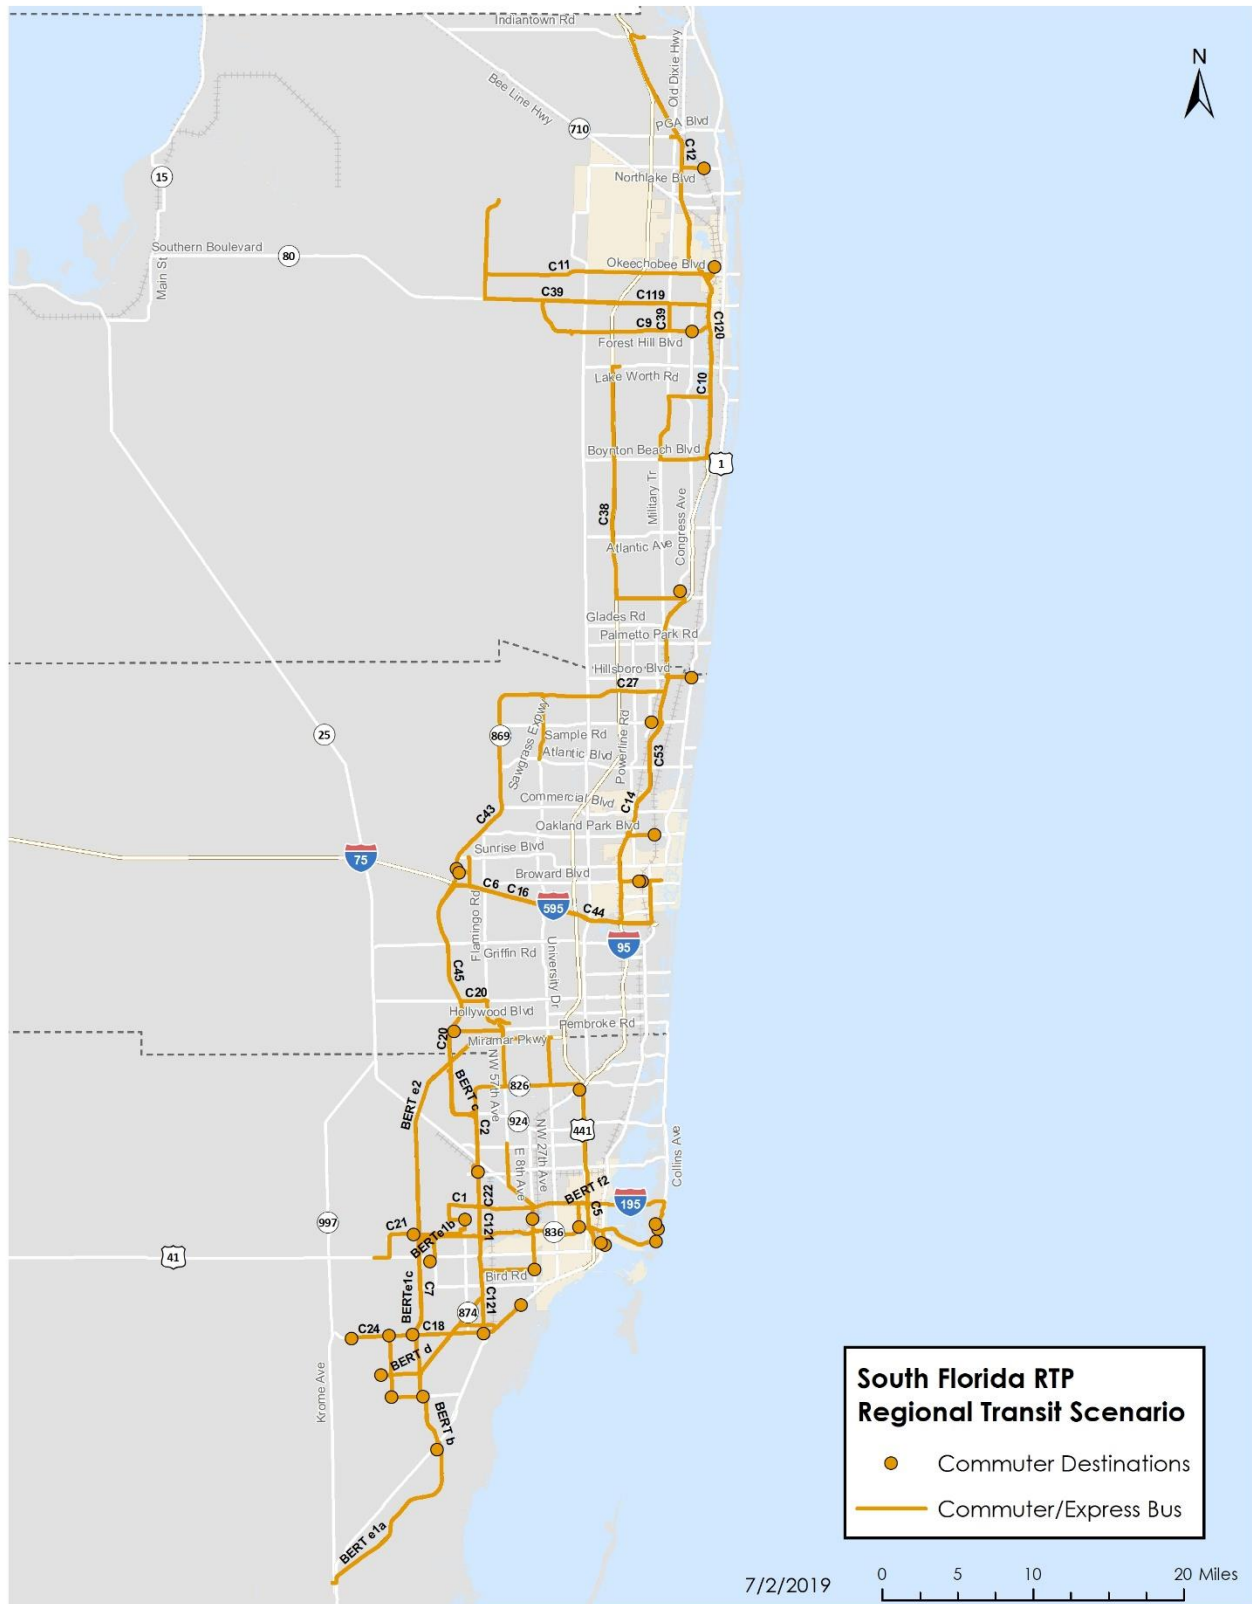 Indiantown Rd
N
Old Dixie Hwy
Bee Line Hwy
PGA Blvd
710
C12
15
Northlake Blvd
Southern Boulevard
80
Main St
Okeechobee Blvd
C11
C39
C119
C39
C9
C120
Forest Hill Blvd
Lake Worth Rd
C10
Boynton Beach Blvd
1
Military Tr
Congress Ave
C38
Atlantic Ave
Glades Rd
Palmetto Park Rd
Hillsboro Blvd
C27
25
869
Sawgrass Expwy
Powerline Rd
Sample Rd
Atlantic Blvd
C53
Commercial Blvd
C14
C43
Oakland Park Blvd
Sunrise Blvd
75
Broward Blvd
C6
C16
595
C44
Flamingo Rd
95
Griffin Rd
University Dr
C45
C20
Hollywood Blvd
Pembroke Rd
C20
Miramar Pkwy
NW 57th Ave
BERT e2
BERT c
826
924
C2
441
NW 27th Ave
E 8th Ave
Collins Ave
C22
C1
BERT f2
195
997
C21
C121
C5
836
BERTe1b
41
Bird Rd
BERTe1c
C7
874
C121
C24
C18
BERT d
Krome Ave
BERT b
BERT e1a
South Florida RTP
Regional Transit Scenario
Commuter Destinations
Commuter/Express Bus
7/2/2019
0 5 10 20 Miles